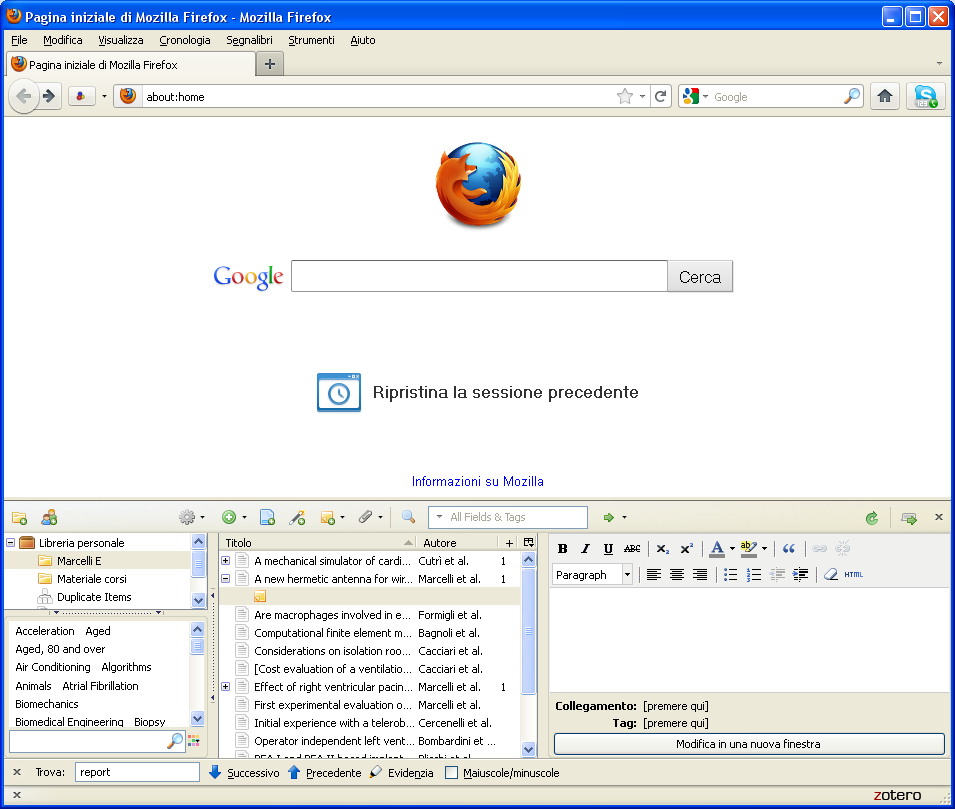 Pagina iniziale di Mozilla Firefox - Mozilla Firefox
File Modifica Visualizza Cronologia Segnalibri Strumenti Aiuto
Pagina iniziale di Mozilla Firefox
about:home Google
Google Cerca
Ripristina la sessione precedente
Informazioni su Mozilla
All Fields & Tags
Libreria personale
Marcelli E
Materiale corsi
Duplicate Items
Acceleration Aged
Aged, 80 and over
Air Conditioning Algorithms
Animals Atrial Fibrillation
Biomechanics
Biomedical Engineering Biopsy
Titolo Autore +
A mechanical simulator of cardi... Cutrì et al. 1
A new hermetic antenna for wir... Marcelli et al. 1
Are macrophages involved in e... Formigli et al.
Computational finite element m... Bagnoli et al.
Considerations on isolation roo... Cacciari et al.
[Cost evaluation of a ventilatio... Cacciari et al.
Effect of right ventricular pacin... Marcelli et al. 1
First experimental evaluation o... Marcelli et al.
Initial experience with a telerob... Cercenelli et al.
Operator independent left vent... Bombardini et ...
B I U ABC X₂ X² A ab HTML
Paragraph
Collegamento: [premere qui]
Tag: [premere qui]
Modifica in una nuova finestra
Trova: report Successivo Precedente Evidenzia Maiuscole/minuscole
zotero